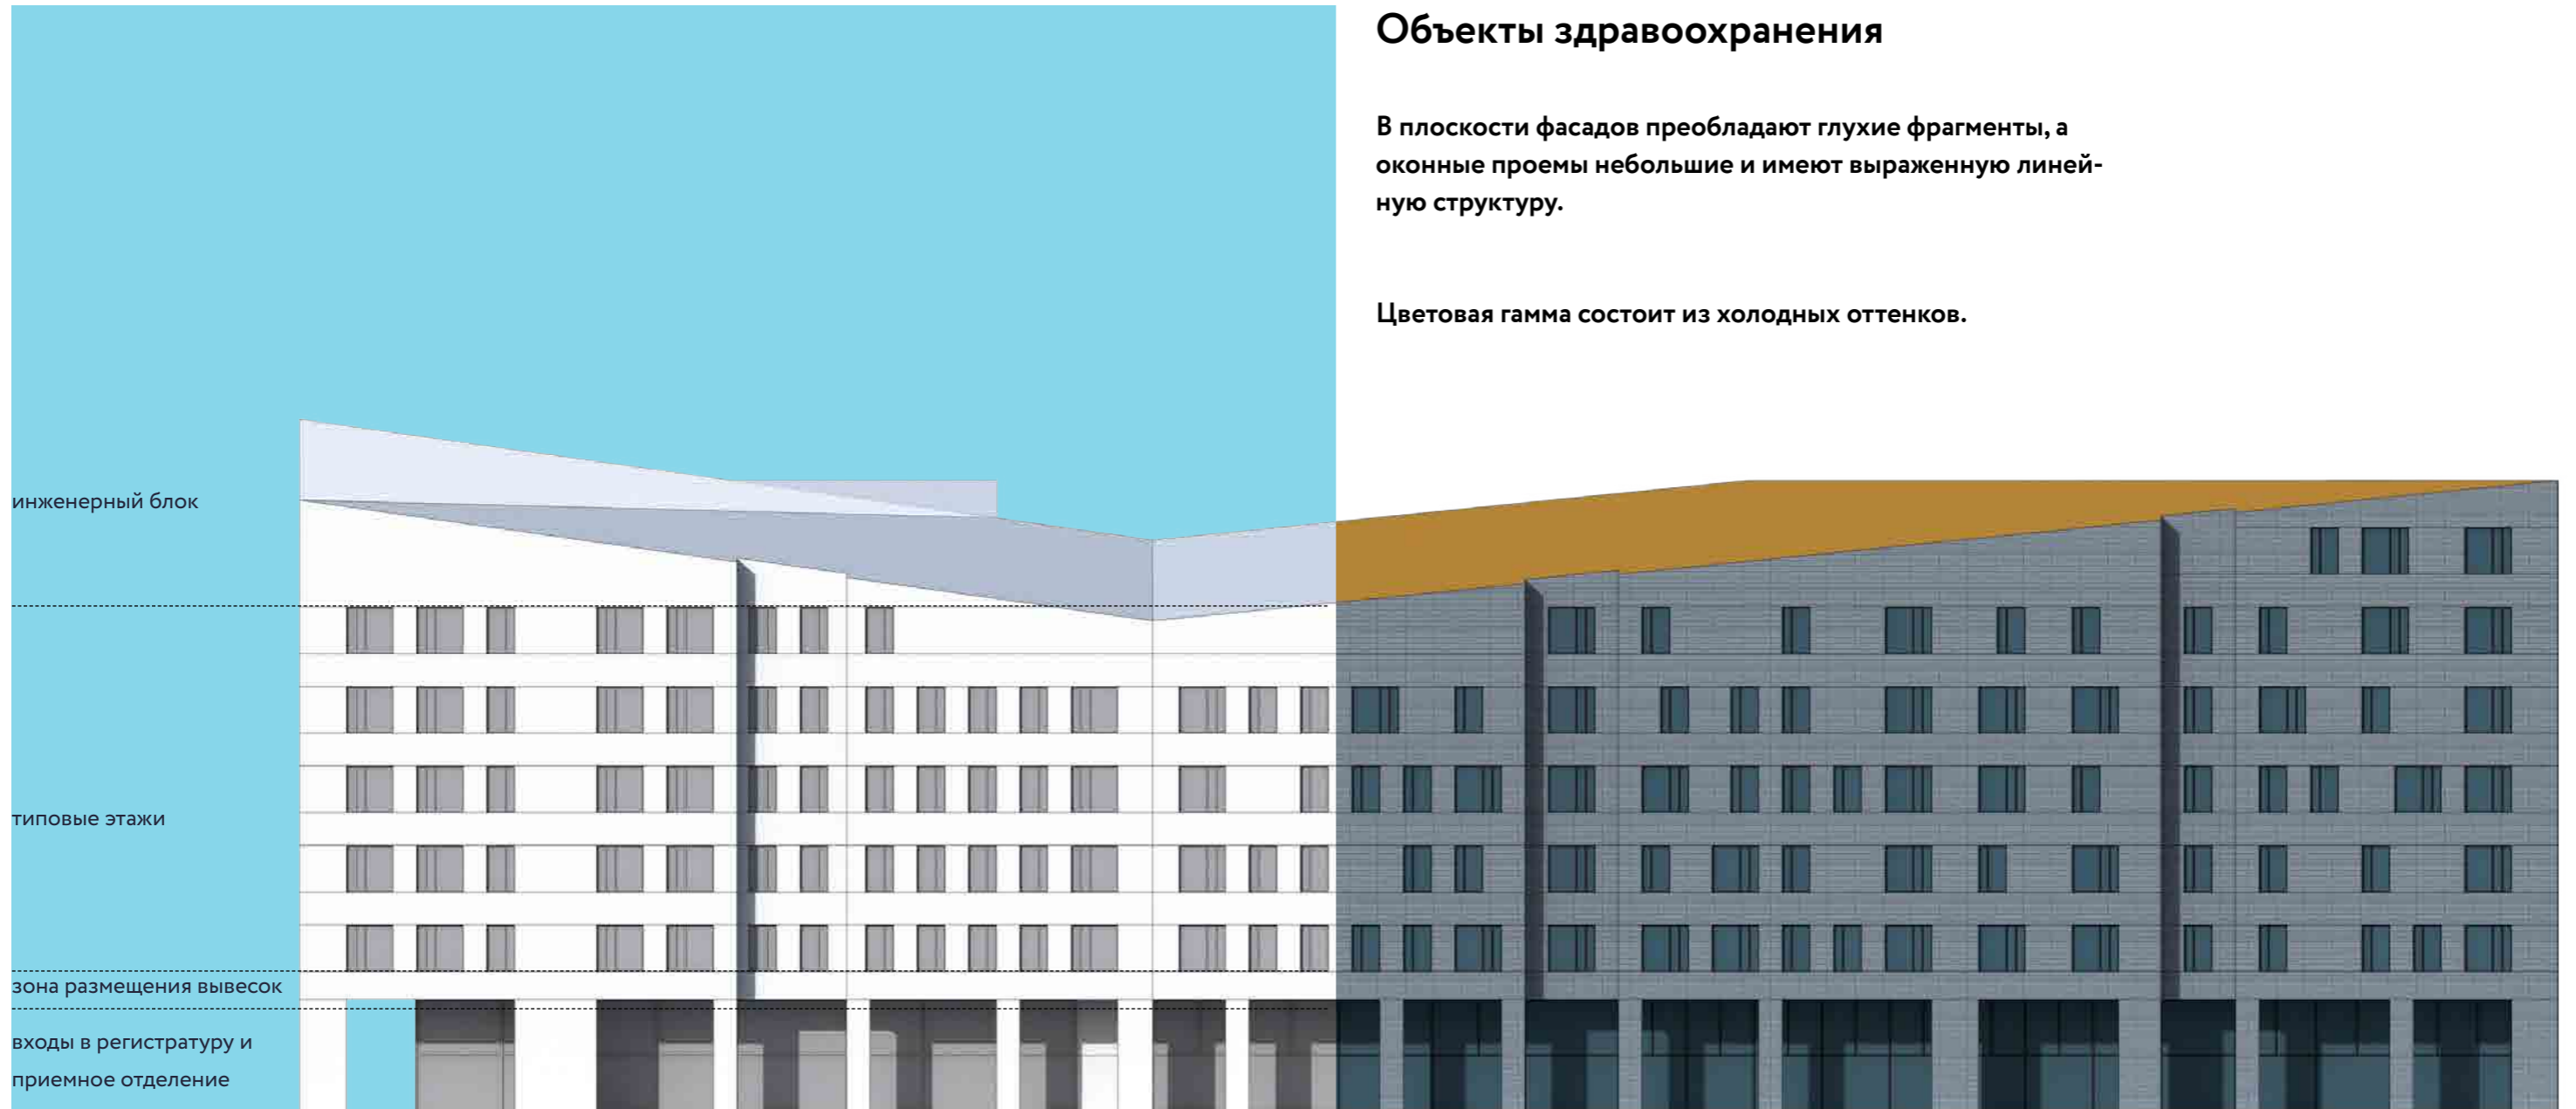 Объекты здравоохранения
В плоскости фасадов преобладают глухие фрагменты, а
оконные проемы небольшие и имеют выраженную линей-
ную структуру.
Цветовая гамма состоит из холодных оттенков.
инженерный блок
типовые этажи
зона размещения вывесок
входы в регистратуру и
приемное отделение